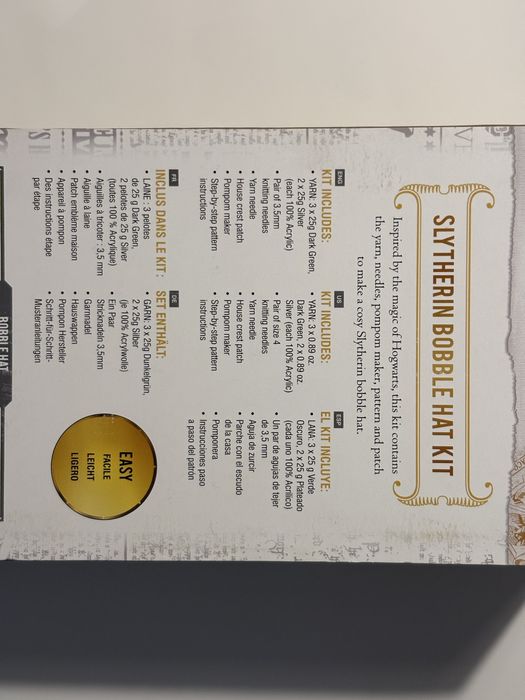 SLYTHERIN BOBBLE HAT KIT
Inspired by the magic of Hogwarts, this kit contains
the yarn, needles, pompom maker, pattern and patch
to make a cosy Slytherin bobble hat.
ENG
KIT INCLUDES:
• YARN: 3 x 25g Dark Green,
2 x 25g Silver
(each 100% Acrylic)
• Pair of 3.5mm
knitting needles
• Yarn needle
• House crest patch
• Pompom maker
• Step-by-step pattern
instructions
US
KIT INCLUDES:
• YARN: 3 x 0.89 oz
Dark Green, 2 x 0.89 oz
Silver (each 100% Acrylic)
• Pair of size 4
knitting needles
• Yarn needle
• House crest patch
• Pompom maker
• Step-by-step pattern
instructions
ESP
EL KIT INCLUYE:
• LANA: 3 x 25 g Verde
Oscuro, 2 x 25 g Plateado
(cada uno 100% Acrílico)
• Un par de agujas de tejer
de 3,5 mm
• Aguja de zurcir
• Parche con el escudo
de la casa
• Pomponera
• Instrucciones paso
a paso del patrón
FR
INCLUS DANS LE KIT :
• LAINE : 3 pelotes
de 25 g Dark Green,
2 pelotes de 25 g Silver
(toutes 100 % Acrylique)
• Aiguilles à tricoter : 3,5 mm
• Aiguille à laine
• Patch emblème maison
• Appareil à pompon
• Des instructions étape
par étape
DE
SET ENTHÄLT:
• GARN: 3 x 25g Dunkelgrün,
2 x 25g Silber
(je 100% Acrylwolle)
• Ein Paar
Stricknadeln 3,5mm
• Garnnadel
• Hauswappen
• Pompon Hersteller
• Schritt-für-Schritt-
Musteranleitungen
EASY
FACILE
LEICHT
LIGERO
BOBBLE HAT